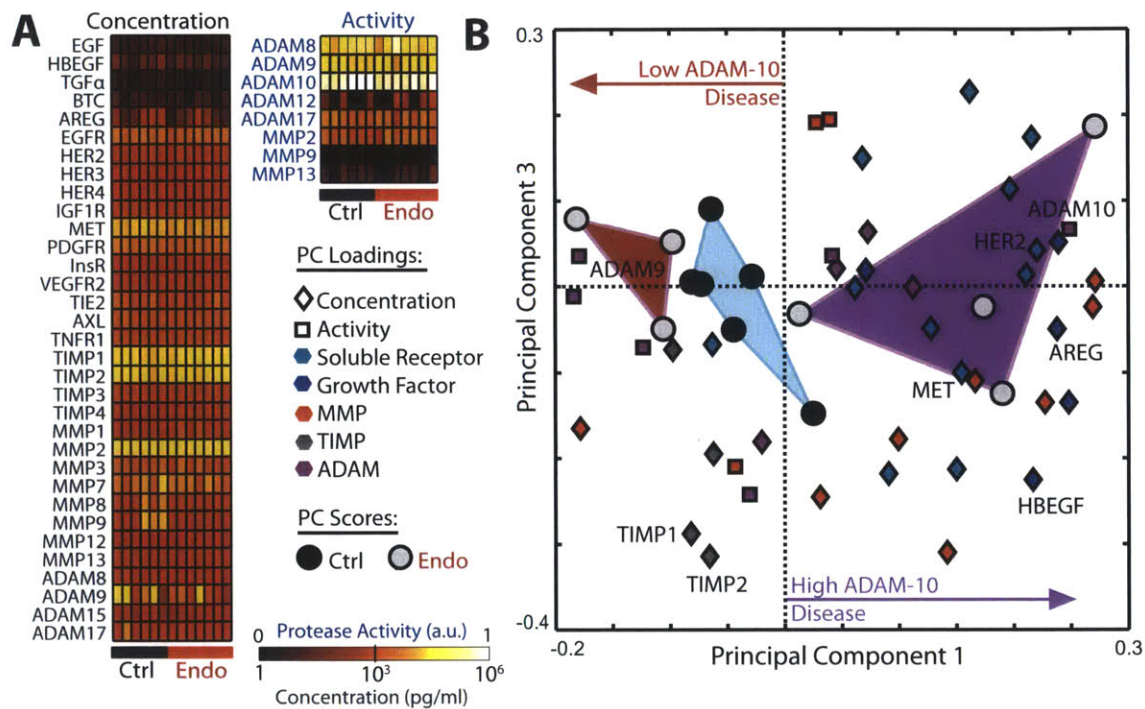 A
Concentration
EGF
HBEGF
TGFα
BTC
AREG
EGFR
HER2
HER3
HER4
IGF1R
MET
PDGFR
InsR
VEGFR2
TIE2
AXL
TNFR1
TIMP1
TIMP2
TIMP3
TIMP4
MMP1
MMP2
MMP3
MMP7
MMP8
MMP9
MMP12
MMP13
ADAM8
ADAM9
ADAM15
ADAM17
Ctrl Endo
Activity
ADAM8
ADAM9
ADAM10
ADAM12
ADAM17
MMP2
MMP9
MMP13
Ctrl Endo
PC Loadings:
Concentration
Activity
Soluble Receptor
Growth Factor
MMP
TIMP
ADAM
PC Scores:
Ctrl Endo
0 Protease Activity (a.u.) 1
1 10³ 10⁶
Concentration (pg/ml)
B
0.3
Principal Component 3
-0.4
Low ADAM-10
Disease
ADAM10
HER2
ADAM9
AREG
MET
HBEGF
TIMP1
TIMP2
High ADAM-10
Disease
-0.2 Principal Component 1 0.3